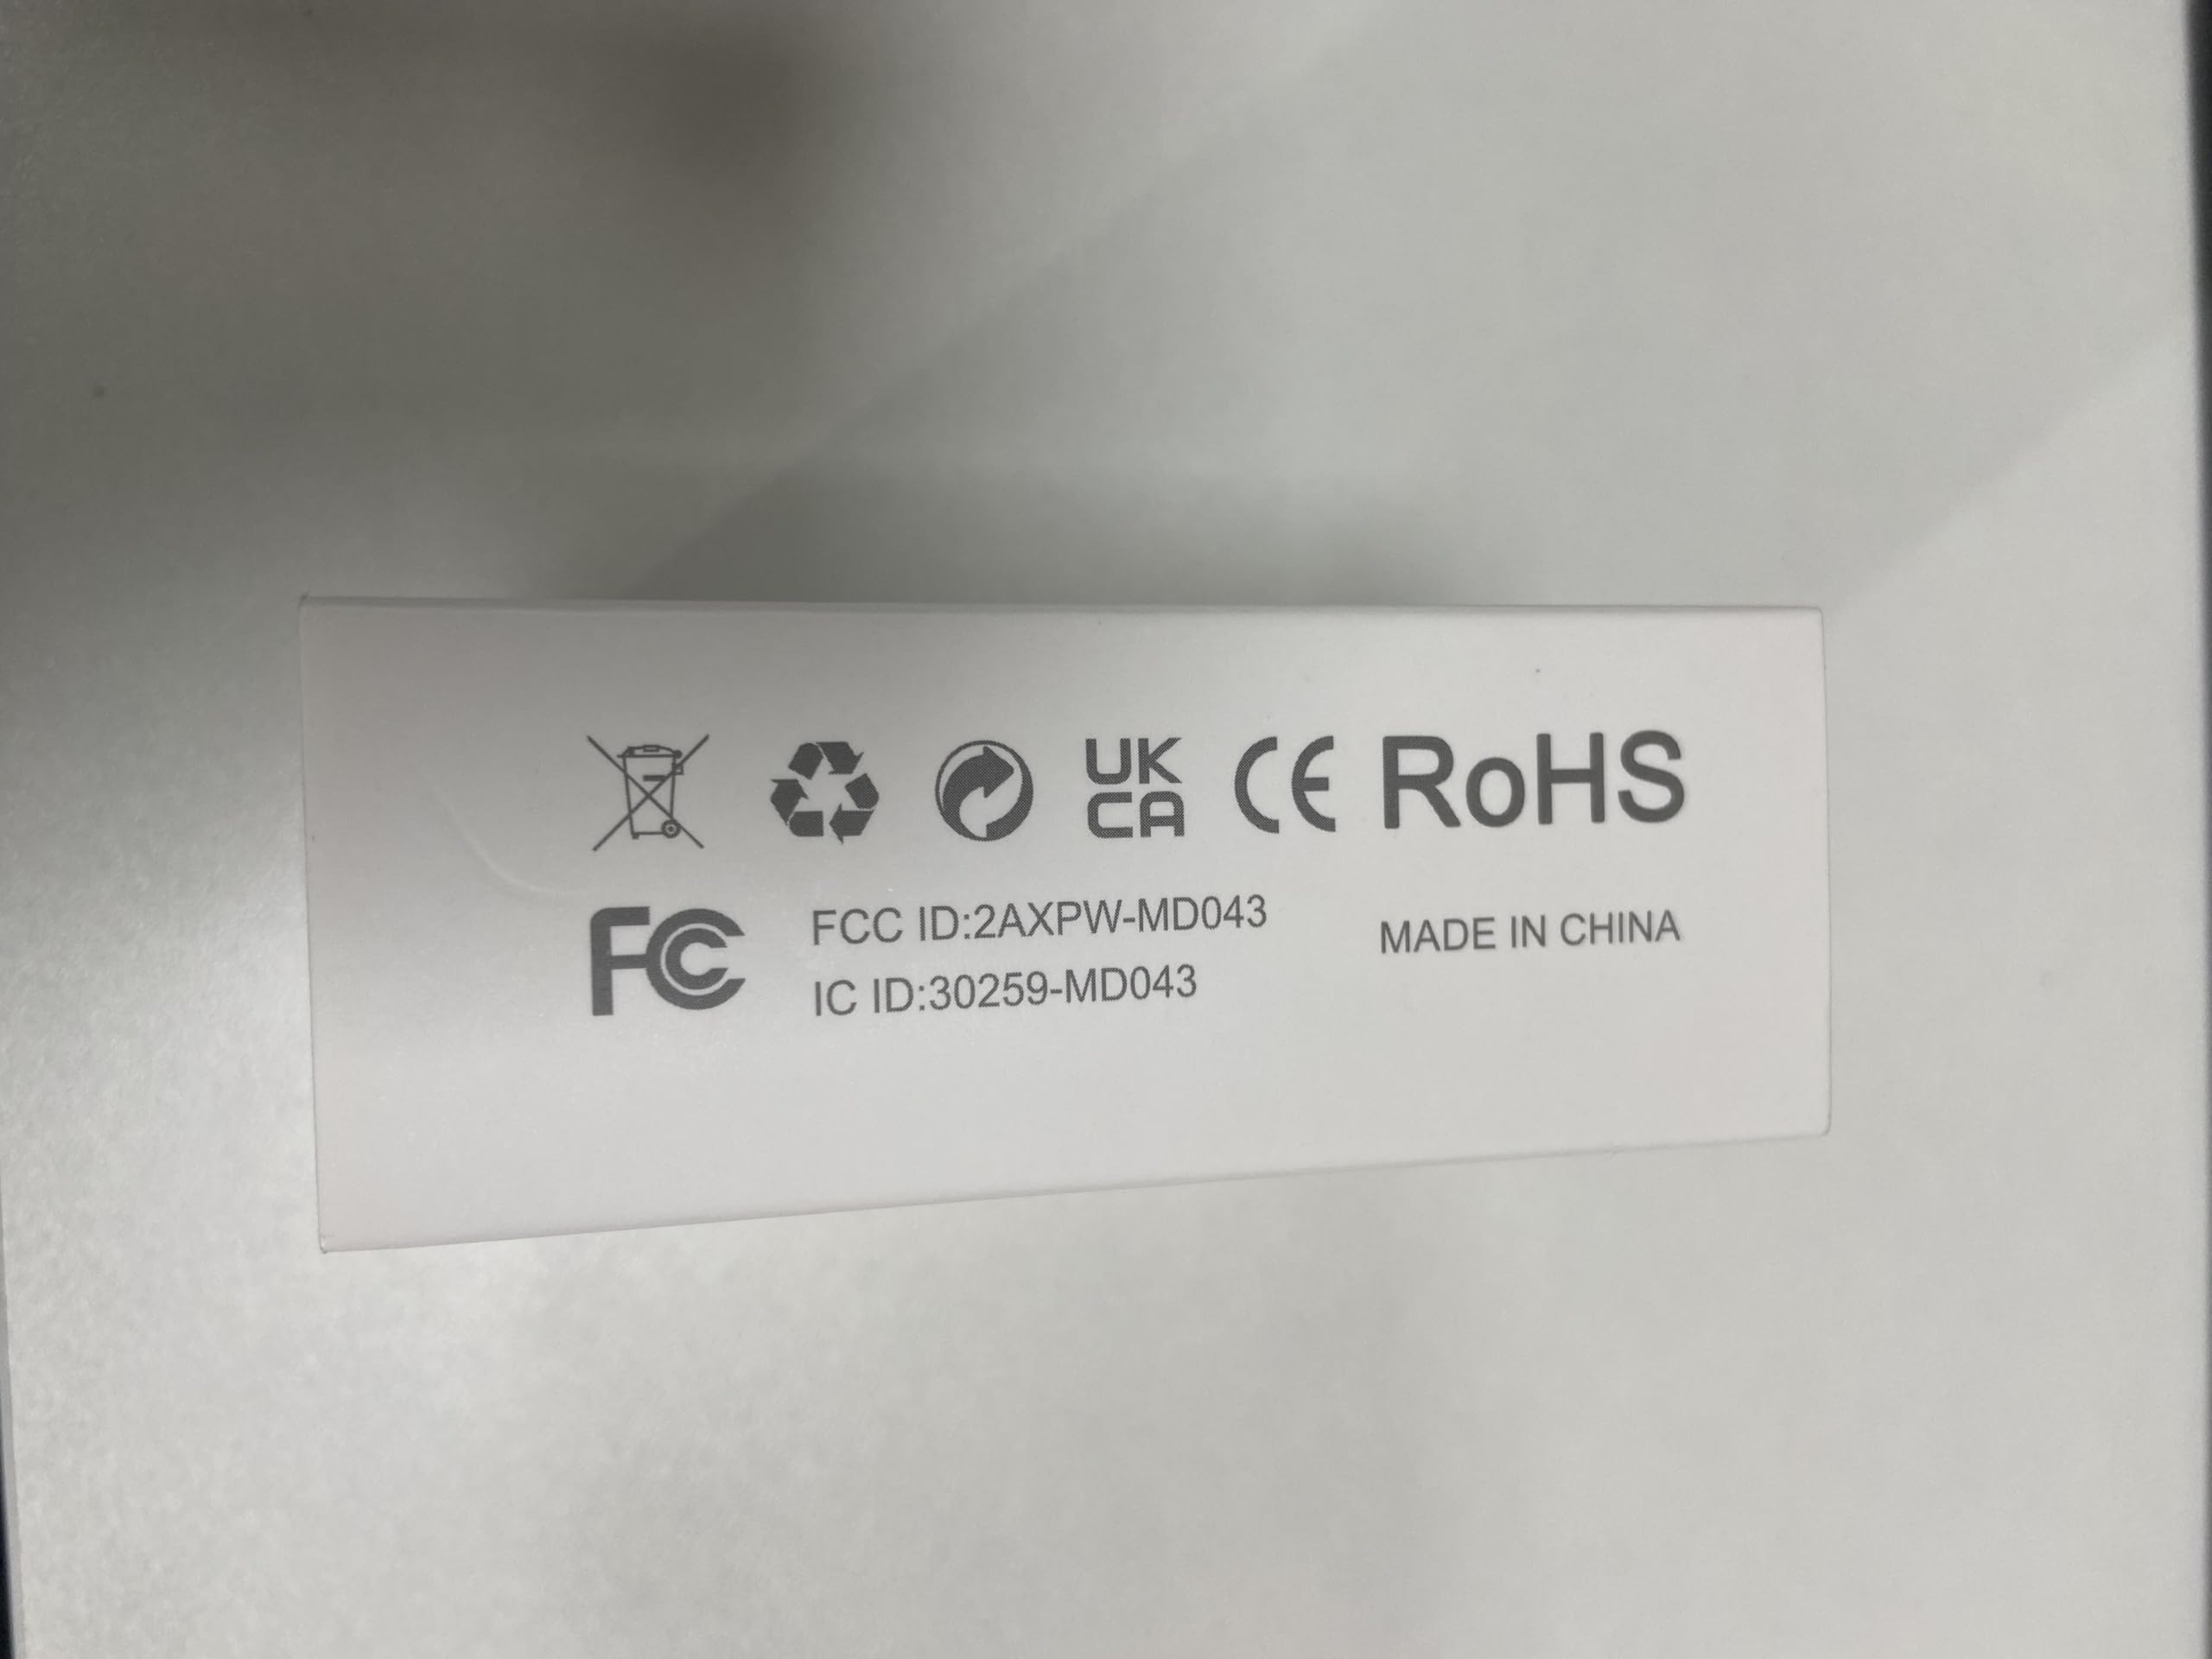 UK
CA CE RoHS
FC FCC ID:2AXPW-MD043 MADE IN CHINA
IC ID:30259-MD043